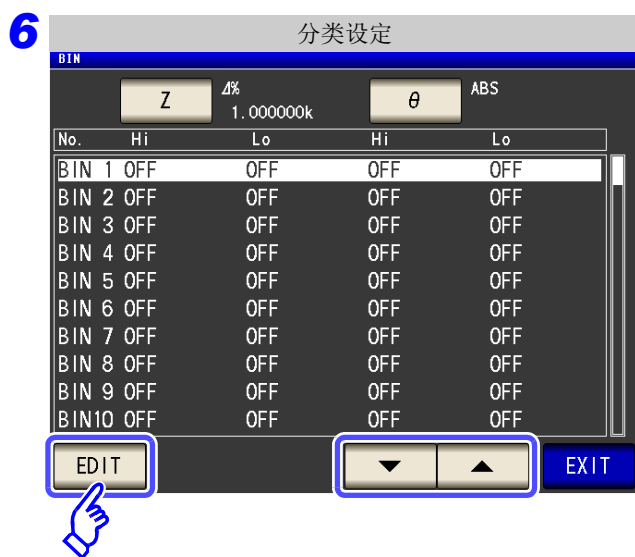 6
分类设定
BIN
Z Δ% θ ABS
1.000000k
No. Hi Lo Hi Lo
BIN 1 OFF OFF OFF OFF
BIN 2 OFF OFF OFF OFF
BIN 3 OFF OFF OFF OFF
BIN 4 OFF OFF OFF OFF
BIN 5 OFF OFF OFF OFF
BIN 6 OFF OFF OFF OFF
BIN 7 OFF OFF OFF OFF
BIN 8 OFF OFF OFF OFF
BIN 9 OFF OFF OFF OFF
BIN10 OFF OFF OFF OFF
EDIT ▼ ▲ EXIT